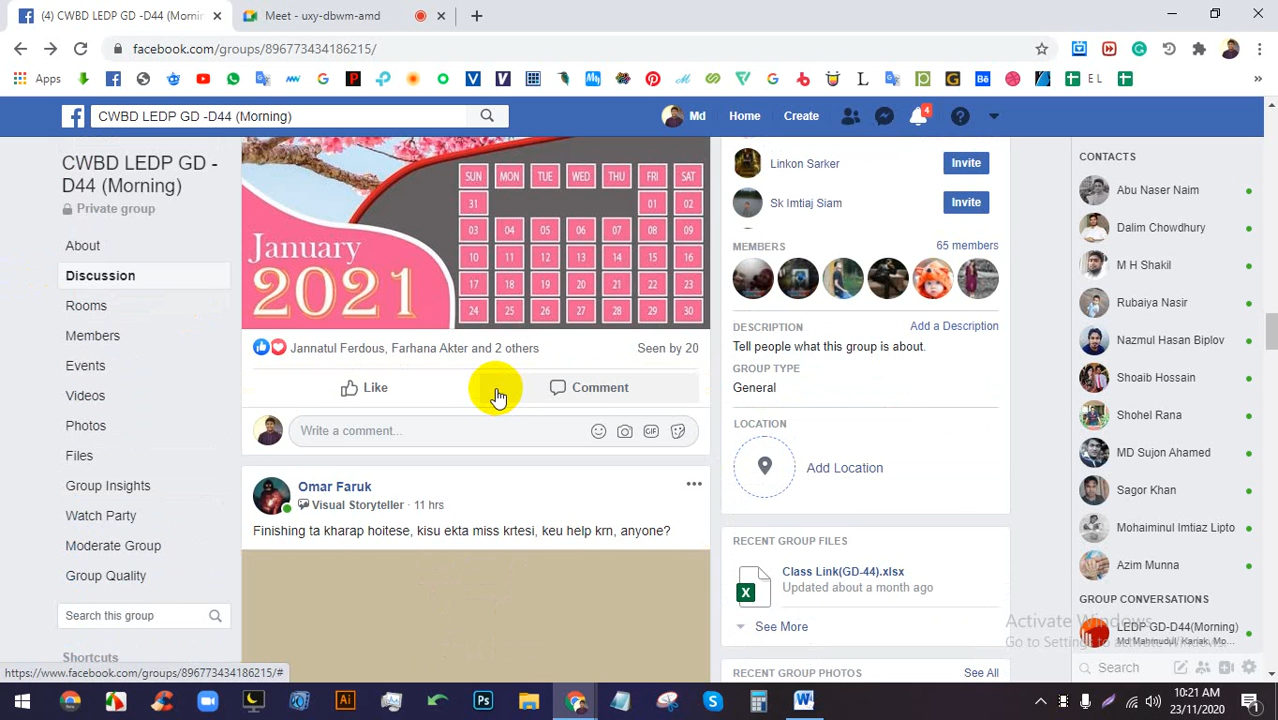 (4) CWBD LEDP GD -D44 (Mornin
Meet - uxy-dbwm-amd
facebook.com/groups/896773434186215/
Apps
E L
CWBD LEDP GD -D44 (Morning)
Md
Home
Create
4
CWBD LEDP GD -
D44 (Morning)
Private group
About
Discussion
Rooms
Members
Events
Videos
Photos
Files
Group Insights
Watch Party
Moderate Group
Group Quality
Search this group
Shortcuts
January
2021
SUN MON TUE WED THU FRI SAT
31 01 02
03 04 05 06 07 08 09
10 11 12 13 14 15 16
17 18 19 20 21 22 23
24 25 26 27 28 29 30
Jannatul Ferdous, Farhana Akter and 2 others
Seen by 20
Like
Comment
Write a comment...
GIF
Omar Faruk
Visual Storyteller · 11 hrs
Finishing ta kharap hoitese, kisu ekta miss krtesi, keu help krn, anyone?
Linkon Sarker
Invite
Sk Imtiaj Siam
Invite
MEMBERS
65 members
DESCRIPTION
Add a Description
Tell people what this group is about.
GROUP TYPE
General
LOCATION
Add Location
RECENT GROUP FILES
Class Link(GD-44).xlsx
Updated about a month ago
See More
RECENT GROUP PHOTOS
See All
CONTACTS
Abu Naser Naim
Dalim Chowdhury
M H Shakil
Rubaiya Nasir
Nazmul Hasan Biplov
Shoaib Hassan
Shohel Rana
MD Sujon Ahamed
Sagor Khan
Mohaiminul Imtiaz Lipto
Azim Munna
GROUP CONVERSATIONS
LEDP GD-D44(Morning)
Md Mahmudul, Kariak, Mo...
Search
Activate Windows
Go to Settings to activate Windows.
https://www.facebook.com/groups/896773434186215/#
10:21 AM
23/11/2020